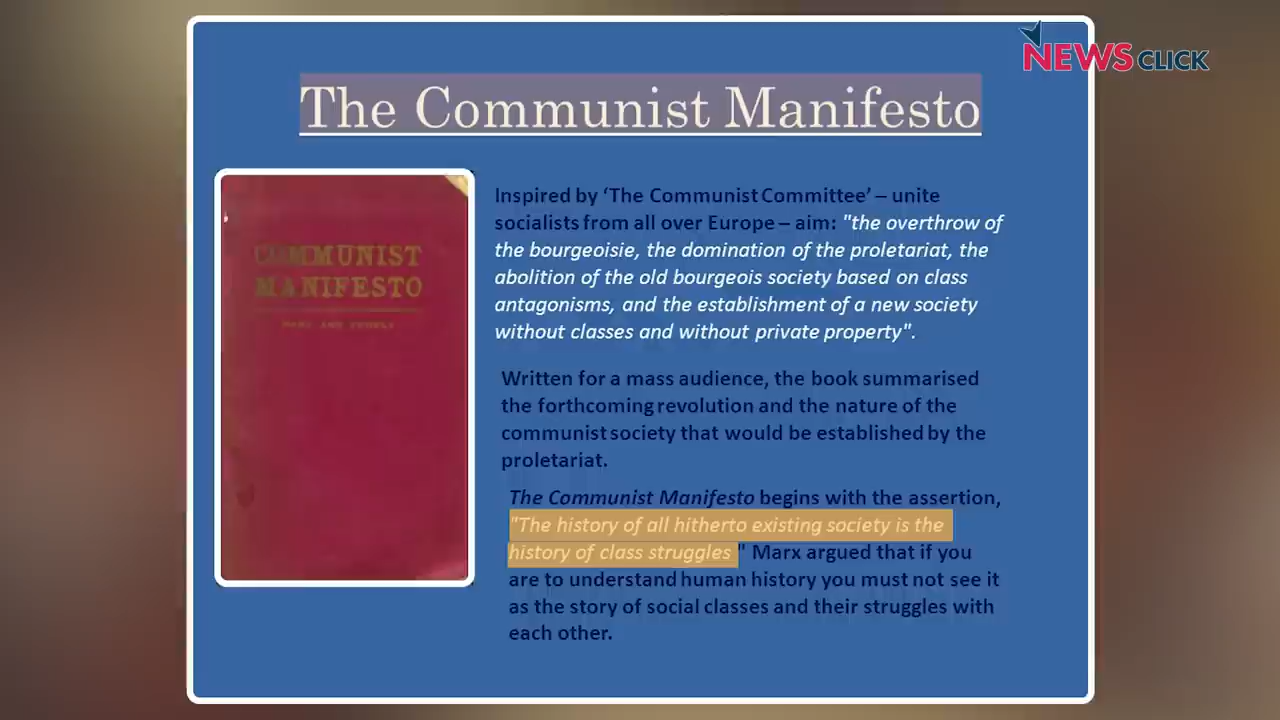 NEWSCLICK
The Communist Manifesto
COMMUNIST
MANIFESTO
MARX AND ENGELS
Inspired by ‘The Communist Committee’ – unite
socialists from all over Europe – aim: "the overthrow of
the bourgeoisie, the domination of the proletariat, the
abolition of the old bourgeois society based on class
antagonisms, and the establishment of a new society
without classes and without private property".
Written for a mass audience, the book summarised
the forthcoming revolution and the nature of the
communist society that would be established by the
proletariat.
The Communist Manifesto begins with the assertion,
"The history of all hitherto existing society is the
history of class struggles " Marx argued that if you
are to understand human history you must not see it
as the story of social classes and their struggles with
each other.